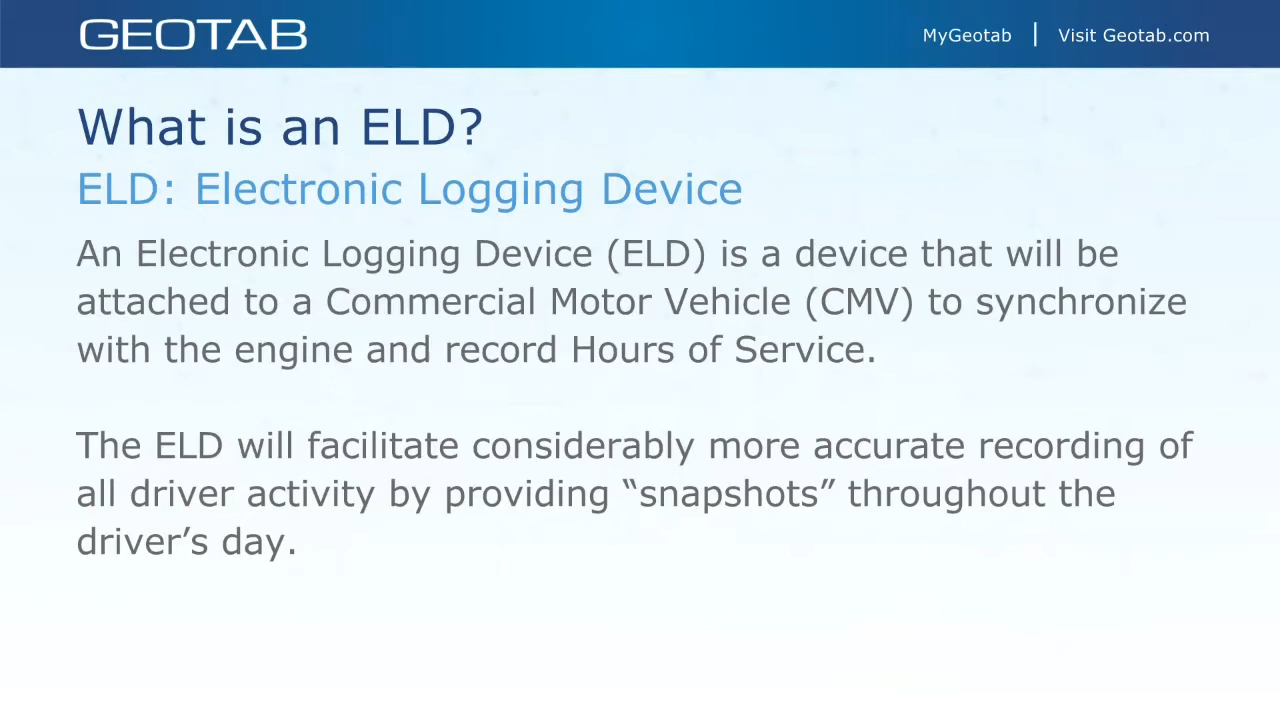 GEOTAB
MyGeotab | Visit Geotab.com
What is an ELD?
ELD: Electronic Logging Device
An Electronic Logging Device (ELD) is a device that will be
attached to a Commercial Motor Vehicle (CMV) to synchronize
with the engine and record Hours of Service.
The ELD will facilitate considerably more accurate recording of
all driver activity by providing “snapshots” throughout the
driver’s day.